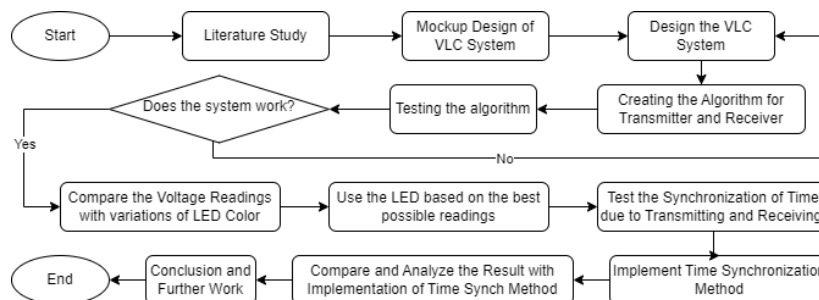 Start
Literature Study
Mockup Design of
VLC System
Design the VLC
System
Does the system work?
Testing the algorithm
Creating the Algorithm for
Transmitter and Receiver
Yes
No
Compare the Voltage Readings
with variations of LED Color
Use the LED based on the best
possible readings
Test the Synchronization of Time
due to Transmitting and Receiving
End
Conclusion and
Further Work
Compare and Analyze the Result with
Implementation of Time Synch Method
Implement Time Synchronization
Method